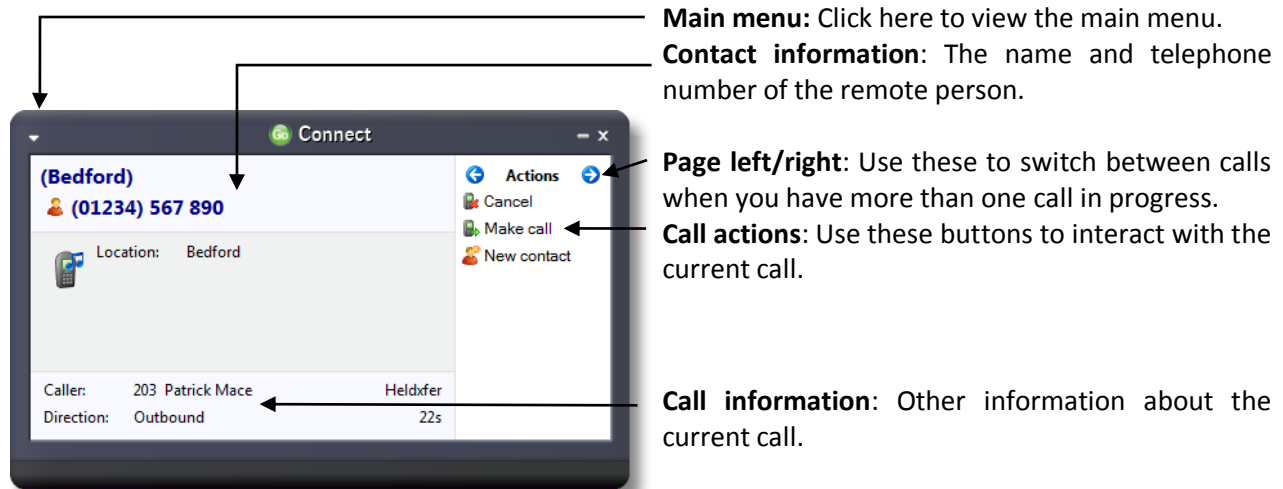 Main menu: Click here to view the main menu.
Contact information: The name and telephone
number of the remote person.
Page left/right: Use these to switch between calls
when you have more than one call in progress.
Call actions: Use these buttons to interact with the
current call.
Call information: Other information about the
current call.
Go Connect
(Bedford)
(01234) 567 890
Location: Bedford
Caller: 203 Patrick Mace Heldxfer
Direction: Outbound 22s
Actions
Cancel
Make call
New contact